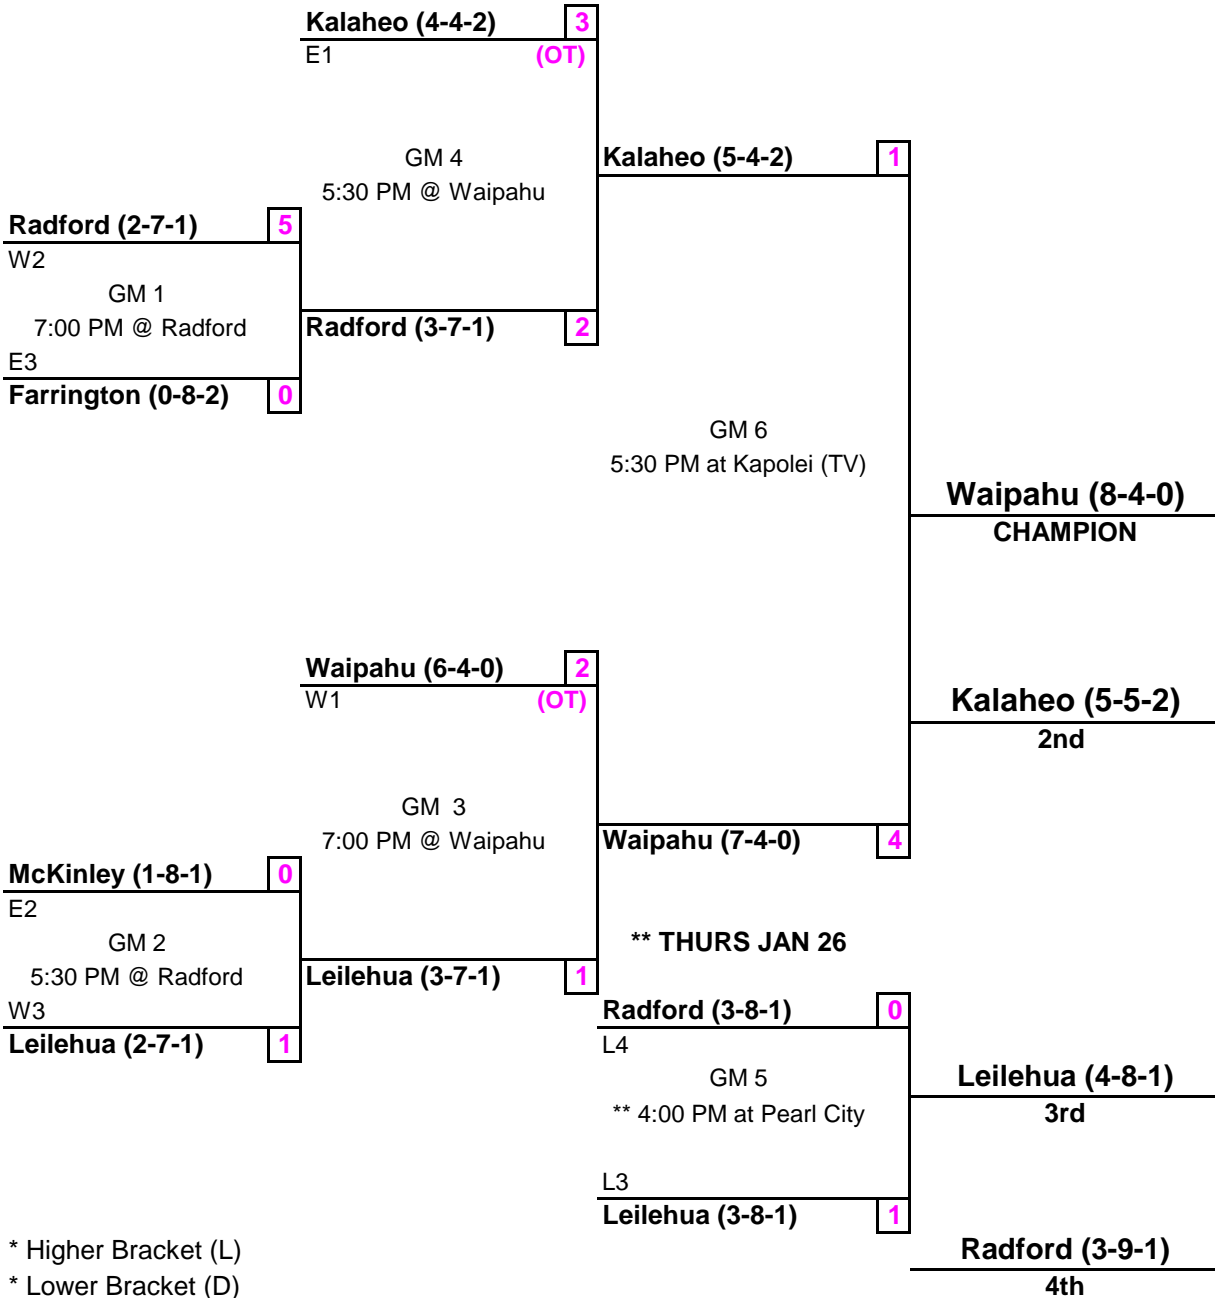 Kalaheo (4-4-2) 3
E1 (OT)
GM 4
5:30 PM @ Waipahu
Kalaheo (5-4-2) 1
Radford (2-7-1) 5
W2
GM 1
7:00 PM @ Radford
E3
Farrington (0-8-2) 0
Radford (3-7-1) 2
GM 6
5:30 PM at Kapolei (TV)
Waipahu (8-4-0)
CHAMPION
Waipahu (6-4-0) 2
W1 (OT)
Kalaheo (5-5-2)
2nd
GM 3
7:00 PM @ Waipahu
Waipahu (7-4-0) 4
McKinley (1-8-1) 0
E2
GM 2
5:30 PM @ Radford
W3
Leilehua (2-7-1) 1
Leilehua (3-7-1) 1
** THURS JAN 26
Radford (3-8-1) 0
L4
GM 5
** 4:00 PM at Pearl City
L3
Leilehua (3-8-1) 1
Leilehua (4-8-1)
3rd
Radford (3-9-1)
4th
* Higher Bracket (L)
* Lower Bracket (D)